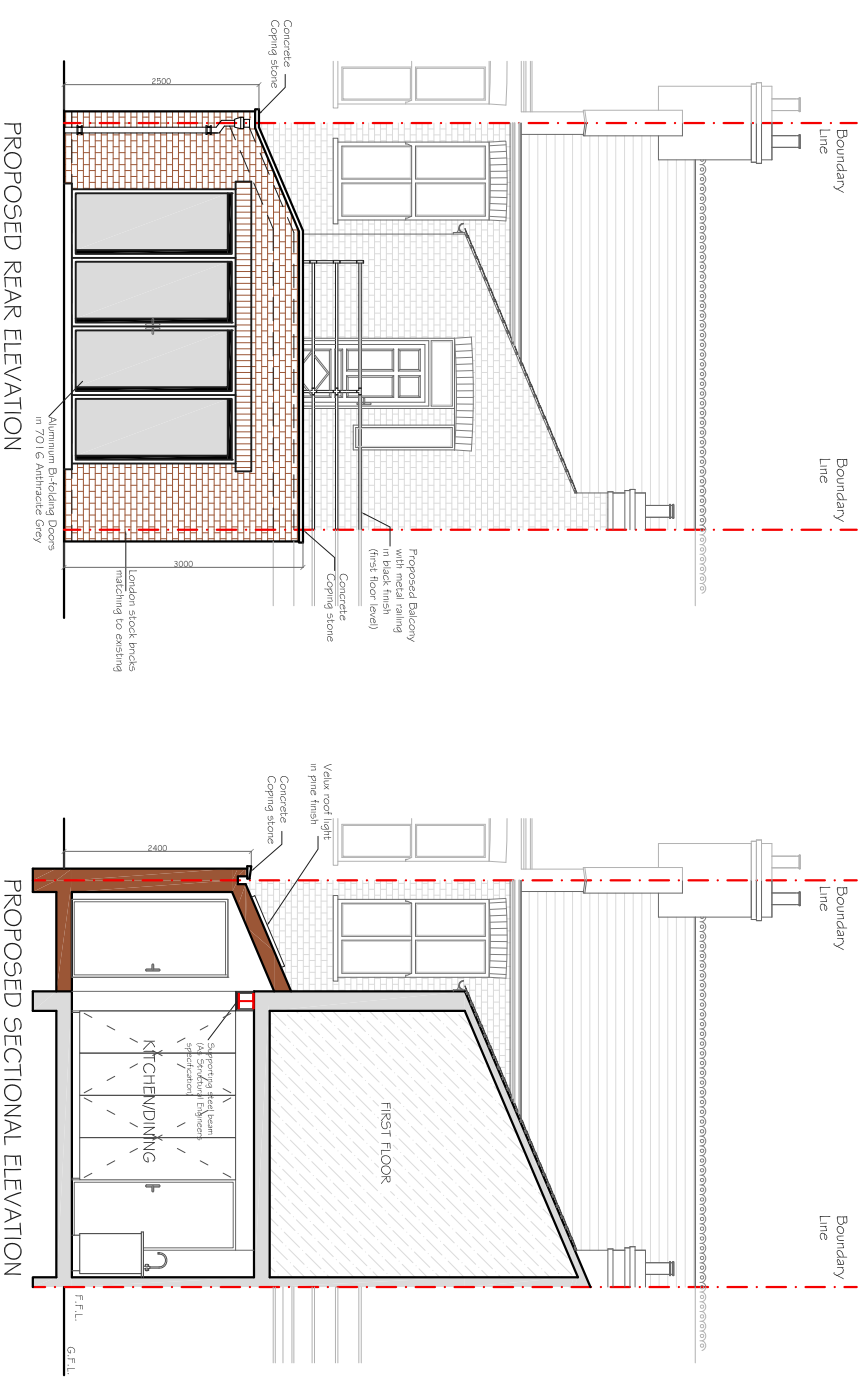 Boundary
Line
Boundary
Line
Concrete
Coping stone
2500
Proposed Balcony
with metal railing
in black finish
(first floor level)
Concrete
Coping stone
3000
London stock bricks
matching to existing
Aluminium Bi-folding Doors
in 7016 Anthracite Grey
PROPOSED REAR ELEVATION
Boundary
Line
Boundary
Line
Velux roof light
in pine finish
Concrete
Coping stone
2400
FIRST FLOOR
Supporting steel beam
(As Structural Engineers
specification)
KITCHEN/DINING
F.F.L.
G.F.L.
PROPOSED SECTIONAL ELEVATION